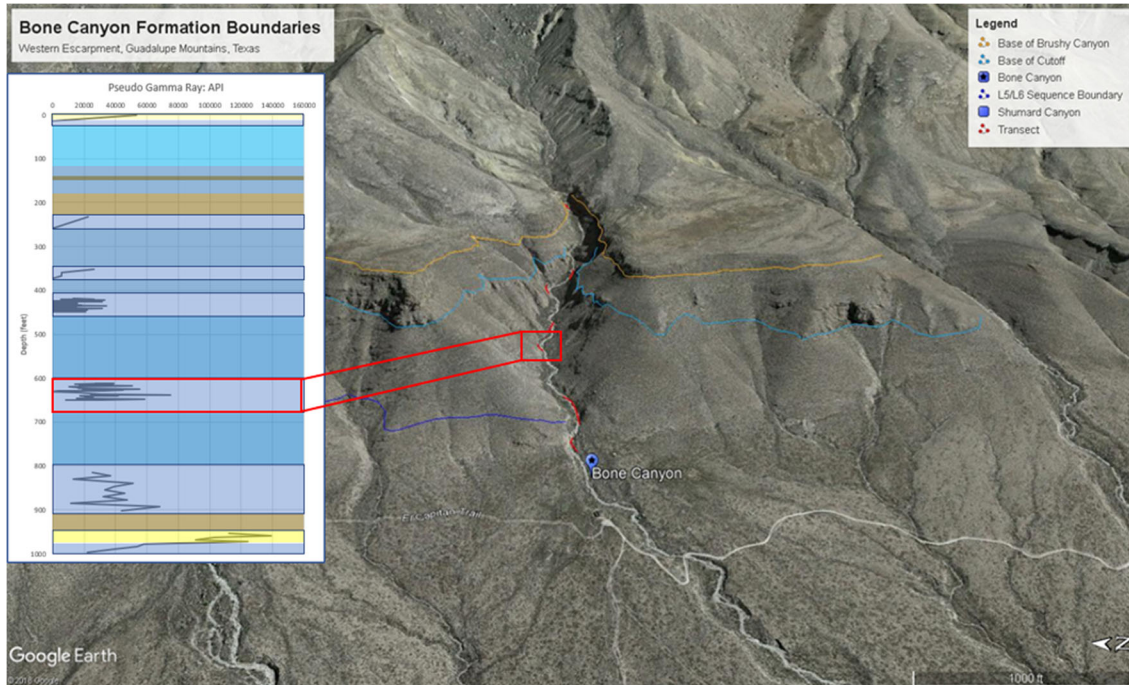 Bone Canyon Formation Boundaries
Western Escarpment, Guadalupe Mountains, Texas
Pseudo Gamma Ray: API
0 20000 40000 60000 80000 100000 120000 140000 160000
0
100
200
300
400
500
600
700
800
900
1000
Depth (feet)
Legend
Base of Brushy Canyon
Base of Cutoff
Bone Canyon
L5/L6 Sequence Boundary
Shumard Canyon
Transect
Bone Canyon
El Capitan Trail
Google Earth
© 2018 Google
1000 ft
N